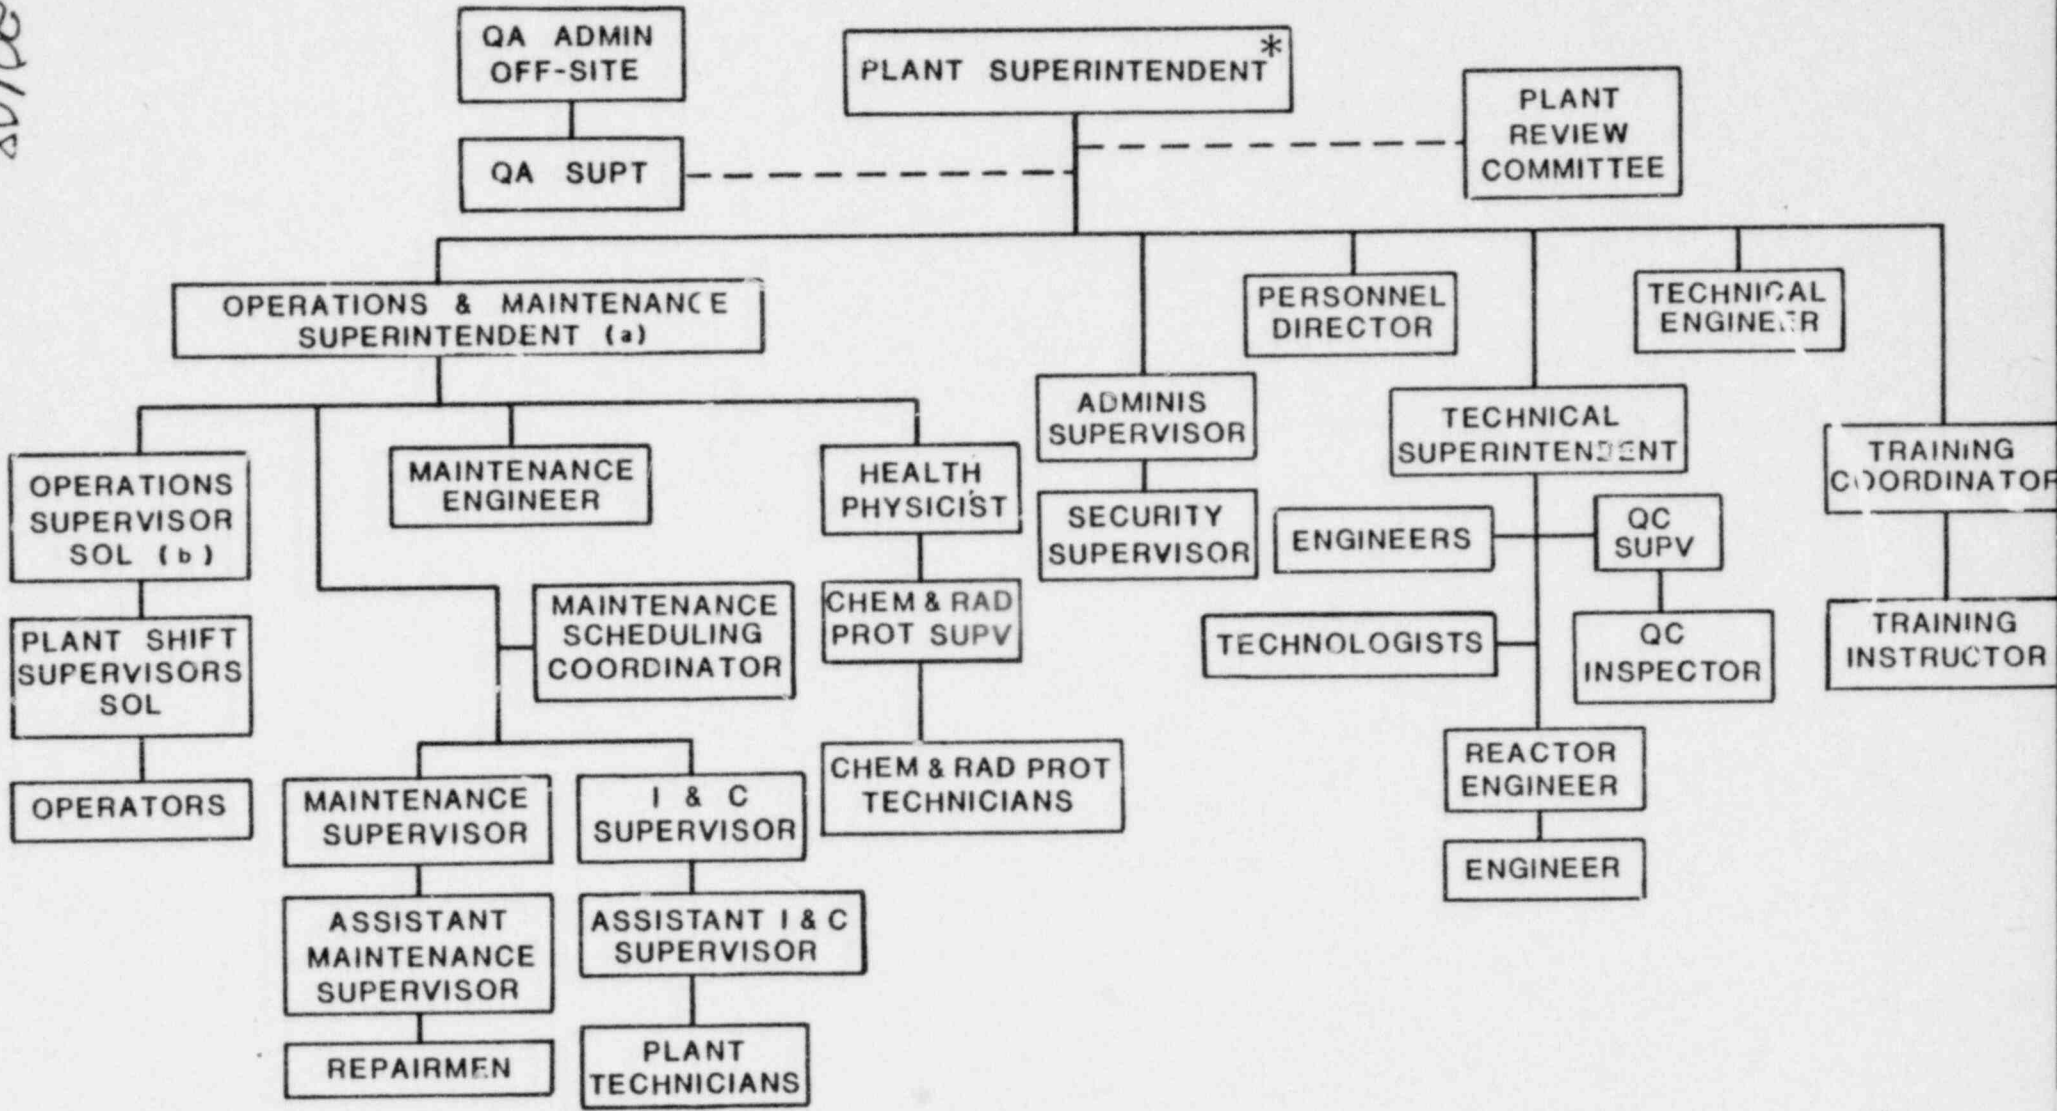 QA ADMIN
OFF-SITE
PLANT SUPERINTENDENT*
PLANT
REVIEW
COMMITTEE
QA SUPT
OPERATIONS & MAINTENANCE
SUPERINTENDENT (a)
PERSONNEL
DIRECTOR
TECHNICAL
ENGINEER
ADMINIS
SUPERVISOR
TECHNICAL
SUPERINTENDENT
TRAINING
COORDINATOR
OPERATIONS
SUPERVISOR
SOL (b)
MAINTENANCE
ENGINEER
HEALTH
PHYSICIST
SECURITY
SUPERVISOR
ENGINEERS
QC
SUPV
PLANT SHIFT
SUPERVISORS
SOL
MAINTENANCE
SCHEDULING
COORDINATOR
CHEM & RAD
PROT SUPV
TECHNOLOGISTS
QC
INSPECTOR
TRAINING
INSTRUCTOR
OPERATORS
MAINTENANCE
SUPERVISOR
I & C
SUPERVISOR
CHEM & RAD PROT
TECHNICIANS
REACTOR
ENGINEER
ENGINEER
ASSISTANT
MAINTENANCE
SUPERVISOR
ASSISTANT I & C
SUPERVISOR
REPAIRMEN
PLANT
TECHNICIANS